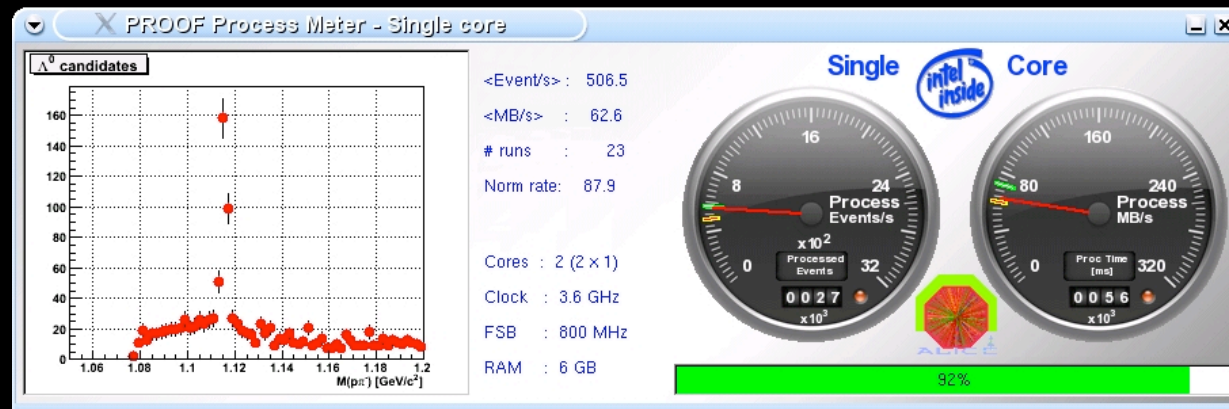 PROOF Process Meter - Single core
Λ⁰ candidates
160
140
120
100
80
60
40
20
0
1.06 1.08 1.1 1.12 1.14 1.16 1.18 1.2
M(pπ⁻) [GeV/c²]
<Event/s> : 506.5
<MB/s> : 62.6
# runs : 23
Norm rate: 87.9
Cores : 2 (2 × 1)
Clock : 3.6 GHz
FSB : 800 MHz
RAM : 6 GB
Single intel inside Core
0 8 16 24 32
Process
Events/s
x10²
Processed
Events
0027
x10³
0 80 160 240 320
Process
MB/s
Proc Time
[ms]
0056
x10³
ALICE
92%